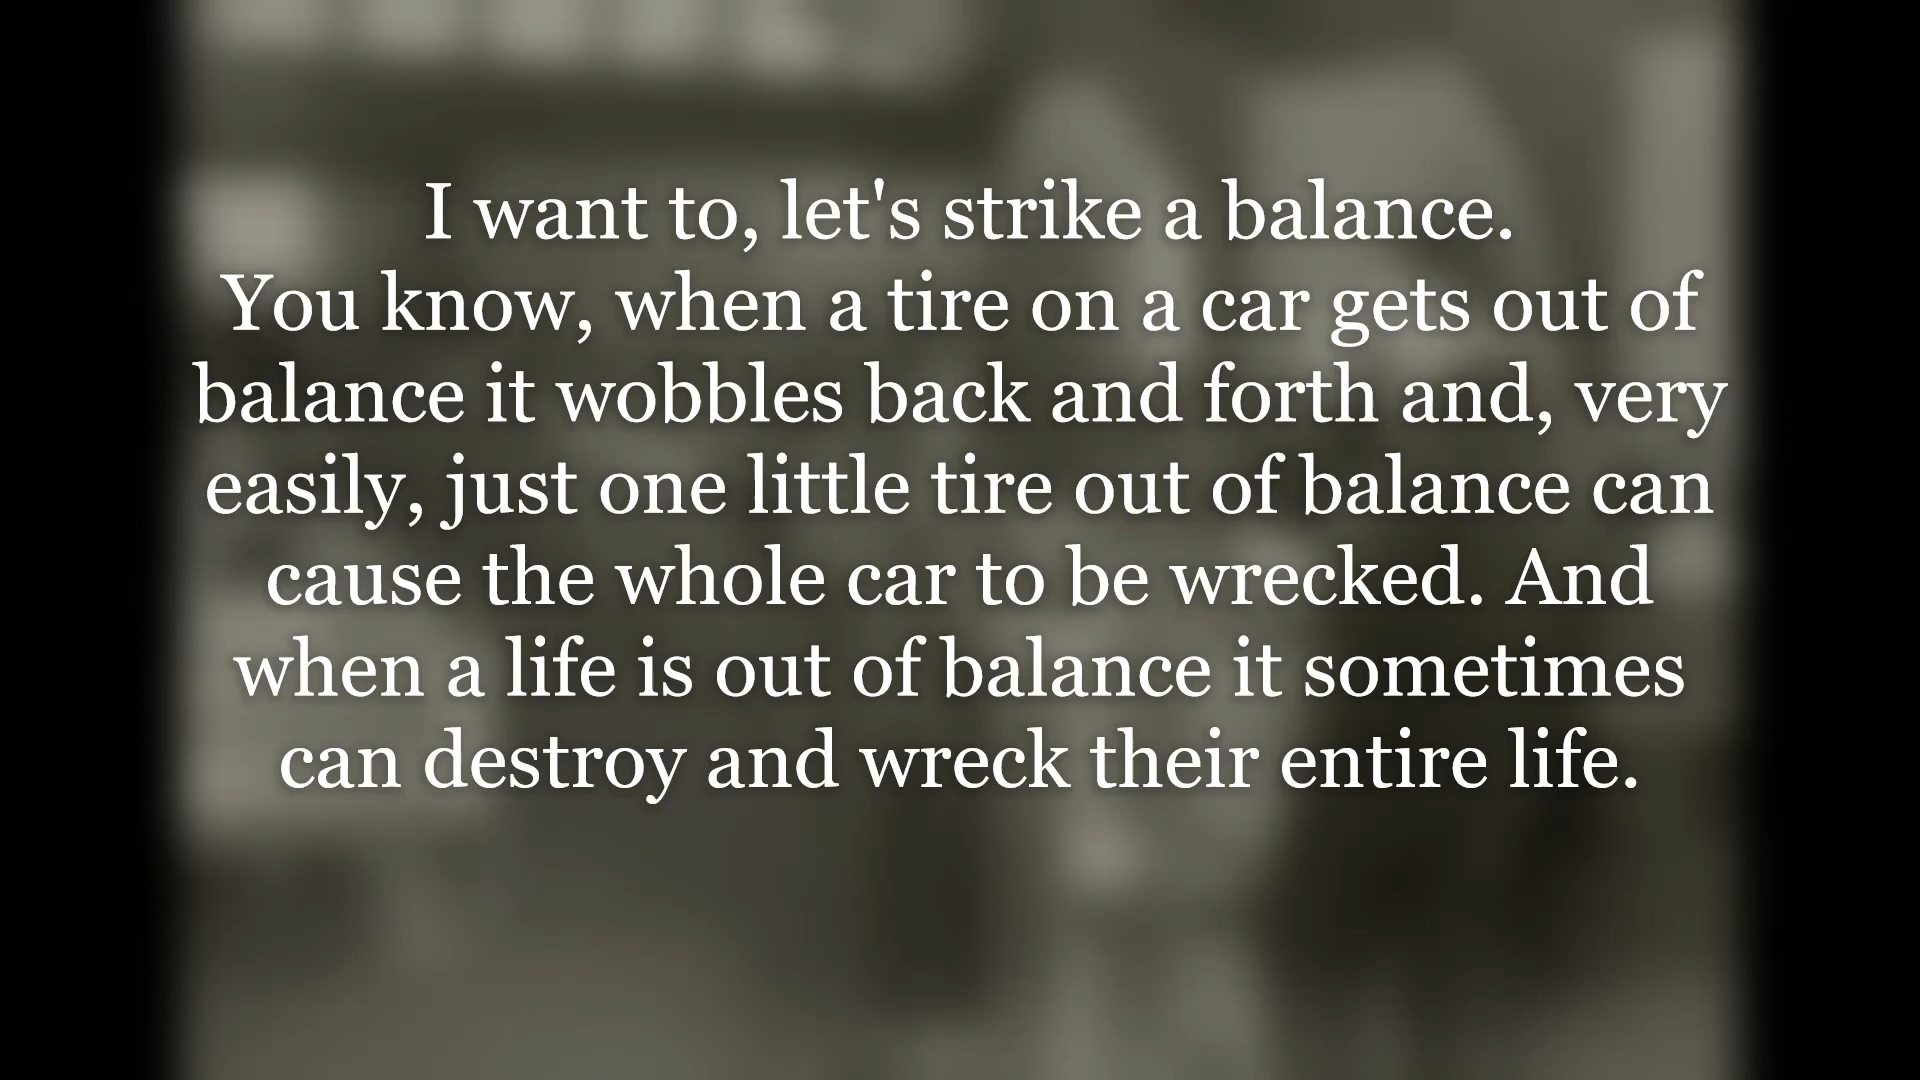 I want to, let's strike a balance.
You know, when a tire on a car gets out of
balance it wobbles back and forth and, very
easily, just one little tire out of balance can
cause the whole car to be wrecked. And
when a life is out of balance it sometimes
can destroy and wreck their entire life.